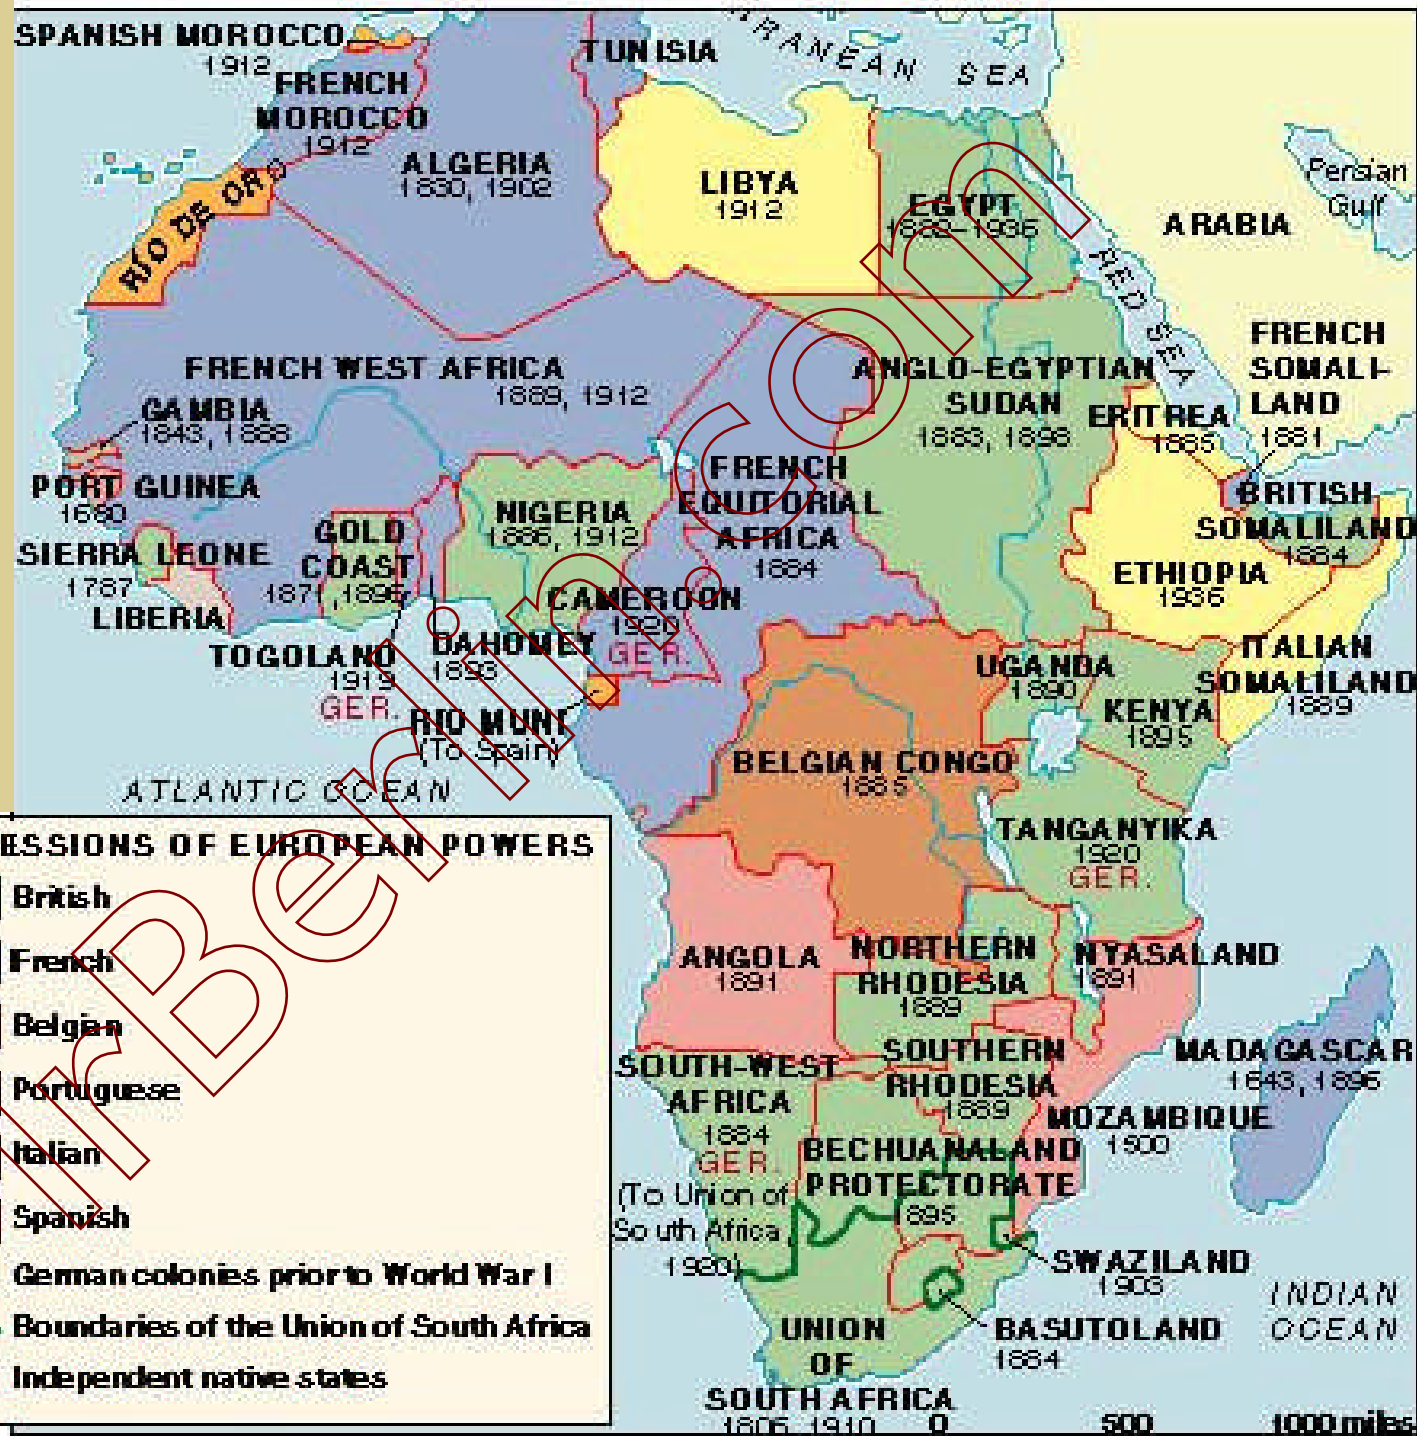 SPANISH MOROCCO
1912
FRENCH
MOROCCO
1912
TUNISIA
RANEAN SEA
ALGERIA
1830, 1902
RÍO DE ORO
LIBYA
1912
EGYPT
1882-1936
ARABIA
Persian
Gulf
RED SEA
FRENCH WEST AFRICA
1889, 1912
GAMBIA
1843, 1888
PORT GUINEA
1680
SIERRA LEONE
1787
LIBERIA
GOLD
COAST
1871, 1896
TOGOLAND
1919
GER.
DAHOMEY
1893
NIGERIA
1886, 1912
CAMEROON
1920
GER.
RIO MUNI
(To Spain)
FRENCH
EQUITORIAL
AFRICA
1884
ANGLO-EGYPTIAN
SUDAN
1883, 1898
ERITREA
1885
FRENCH
SOMALI-
LAND
1881
BRITISH
SOMALILAND
1884
ETHIOPIA
1936
ITALIAN
SOMALILAND
1889
UGANDA
1890
KENYA
1895
BELGIAN CONGO
1885
TANGANYIKA
1920
GER.
ATLANTIC OCEAN
ANGOLA
1891
NORTHERN
RHODESIA
1889
NYASALAND
1891
SOUTHERN
RHODESIA
1889
MADAGASCAR
1643, 1896
MOZAMBIQUE
1500
SOUTH-WEST
AFRICA
1884
GER.
(To Union of
South Africa,
1920)
BECHUANALAND
PROTECTORATE
1895
SWAZILAND
1903
BASUTOLAND
1884
UNION
OF
SOUTH AFRICA
1806, 1910
INDIAN
OCEAN
0 500 1000 miles
ESSIONS OF EUROPEAN POWERS
British
French
Belgian
Portuguese
Italian
Spanish
German colonies prior to World War I
Boundaries of the Union of South Africa
Independent native states
urBerlin.com